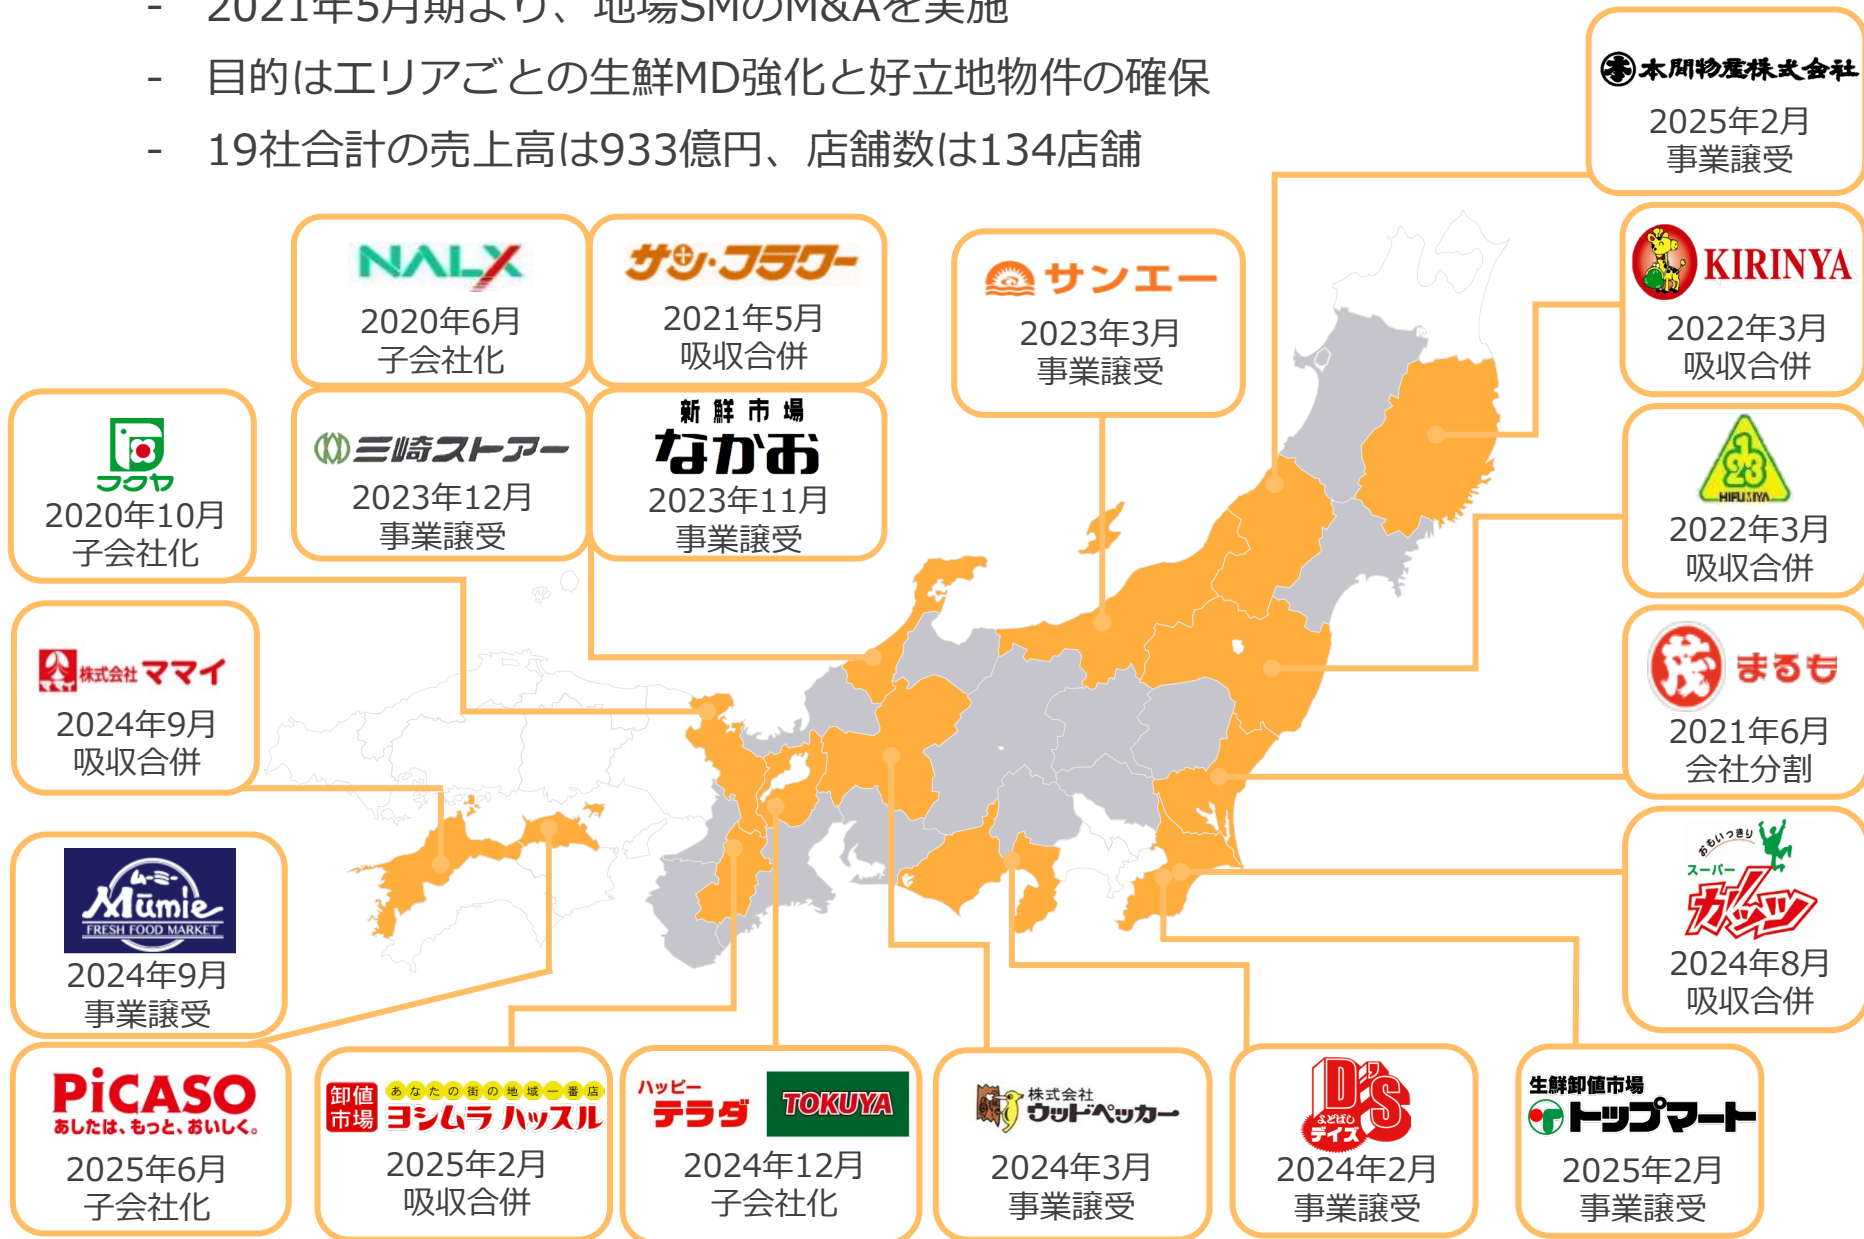 - 2021年5月期より、地場SMのM&Aを実施
- 目的はエリアごとの生鮮MD強化と好立地物件の確保
- 19社合計の売上高は933億円、店舗数は134店舗
本間物産株式会社
2025年2月
事業譲受
NALX
2020年6月
子会社化
サン・フラワー
2021年5月
吸収合併
サンエー
2023年3月
事業譲受
KIRINYA
2022年3月
吸収合併
フクヤ
2020年10月
子会社化
三崎ストアー
2023年12月
事業譲受
新鮮市場
なかお
2023年11月
事業譲受
123
HIFUMIYA
2022年3月
吸収合併
株式会社ママイ
2024年9月
吸収合併
茂 まるも
2021年6月
会社分割
ムーミー
Mūmie
FRESH FOOD MARKET
2024年9月
事業譲受
おもいっきり
スーパー
ガッツ
2024年8月
吸収合併
PiCASO
あしたは、もっと、おいしく。
2025年6月
子会社化
卸値市場
あなたの街の地域一番店
ヨシムラ ハッスル
2025年2月
吸収合併
ハッピー
テラダ
TOKUYA
2024年12月
子会社化
株式会社
ウッドペッカー
2024年3月
事業譲受
D'S
よどばし
デイズ
2024年2月
事業譲受
生鮮卸値市場
トップマート
2025年2月
事業譲受